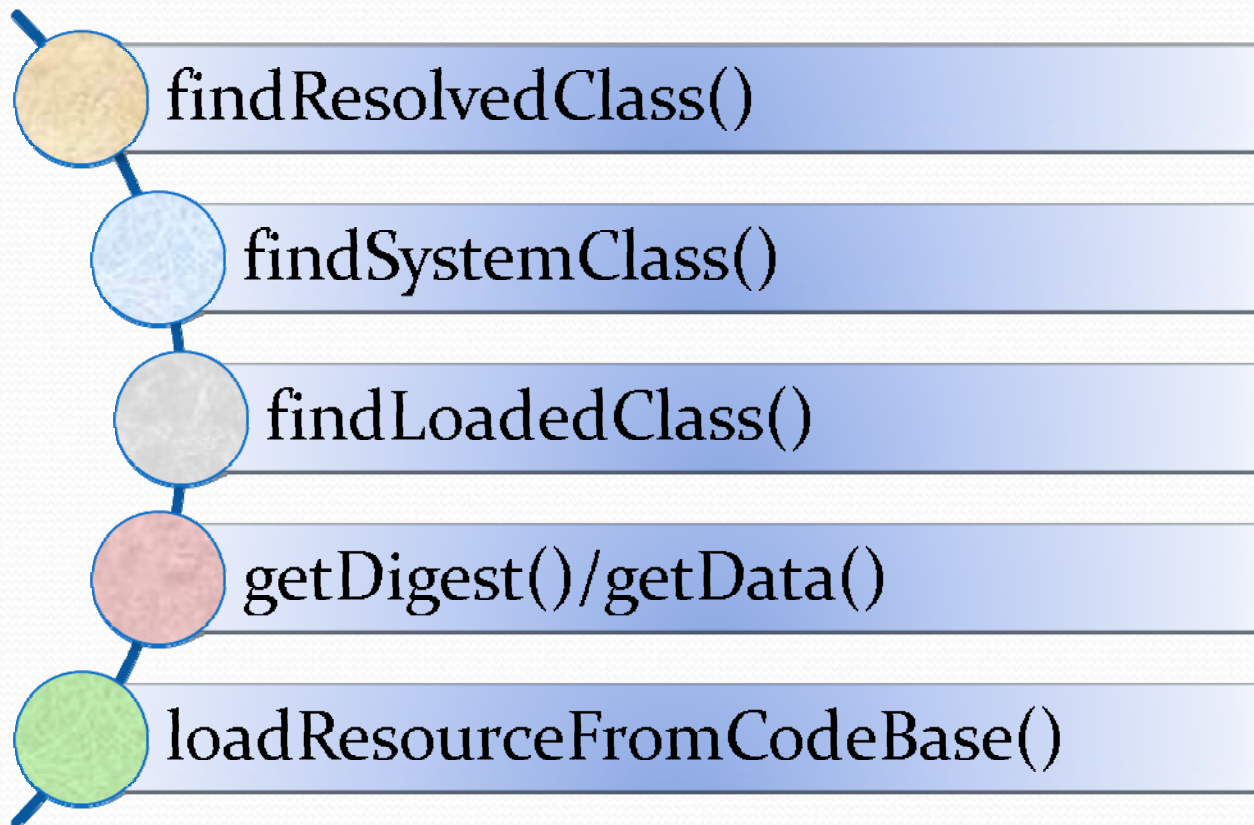 findResolvedClass()
findSystemClass()
findLoadedClass()
getDigest()/getData()
loadResourceFromCodeBase()